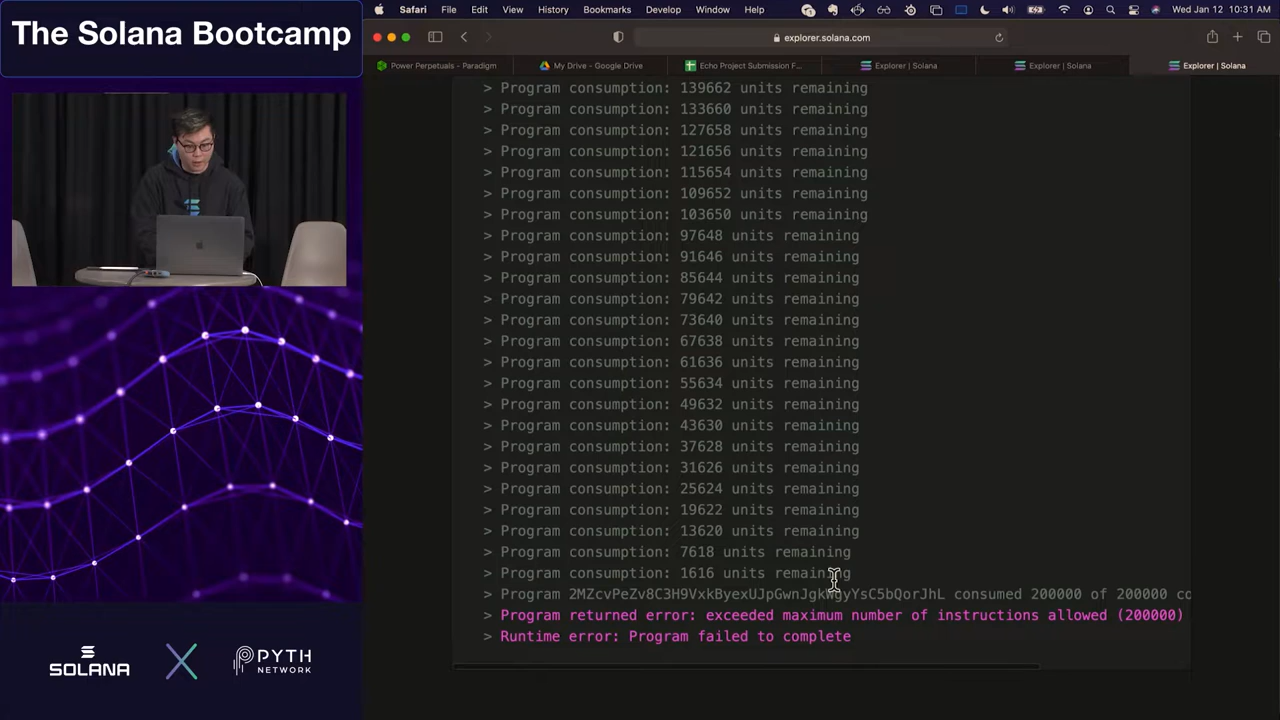 The Solana Bootcamp
Safari File Edit View History Bookmarks Develop Window Help Wed Jan 12 10:31 AM
explorer.solana.com
Power Perpetuals - Paradigm My Drive - Google Drive Echo Project Submission F... Explorer | Solana Explorer | Solana Explorer | Solana
> Program consumption: 139662 units remaining
> Program consumption: 133660 units remaining
> Program consumption: 127658 units remaining
> Program consumption: 121656 units remaining
> Program consumption: 115654 units remaining
> Program consumption: 109652 units remaining
> Program consumption: 103650 units remaining
> Program consumption: 97648 units remaining
> Program consumption: 91646 units remaining
> Program consumption: 85644 units remaining
> Program consumption: 79642 units remaining
> Program consumption: 73640 units remaining
> Program consumption: 67638 units remaining
> Program consumption: 61636 units remaining
> Program consumption: 55634 units remaining
> Program consumption: 49632 units remaining
> Program consumption: 43630 units remaining
> Program consumption: 37628 units remaining
> Program consumption: 31626 units remaining
> Program consumption: 25624 units remaining
> Program consumption: 19622 units remaining
> Program consumption: 13620 units remaining
> Program consumption: 7618 units remaining
> Program consumption: 1616 units remaining
> Program 2MZcvPeZv8C3H9VxkByexUJpGwnJgkWgyYsC5bQorJhL consumed 200000 of 200000 co
> Program returned error: exceeded maximum number of instructions allowed (200000)
> Runtime error: Program failed to complete
SOLANA
PYTH
NETWORK